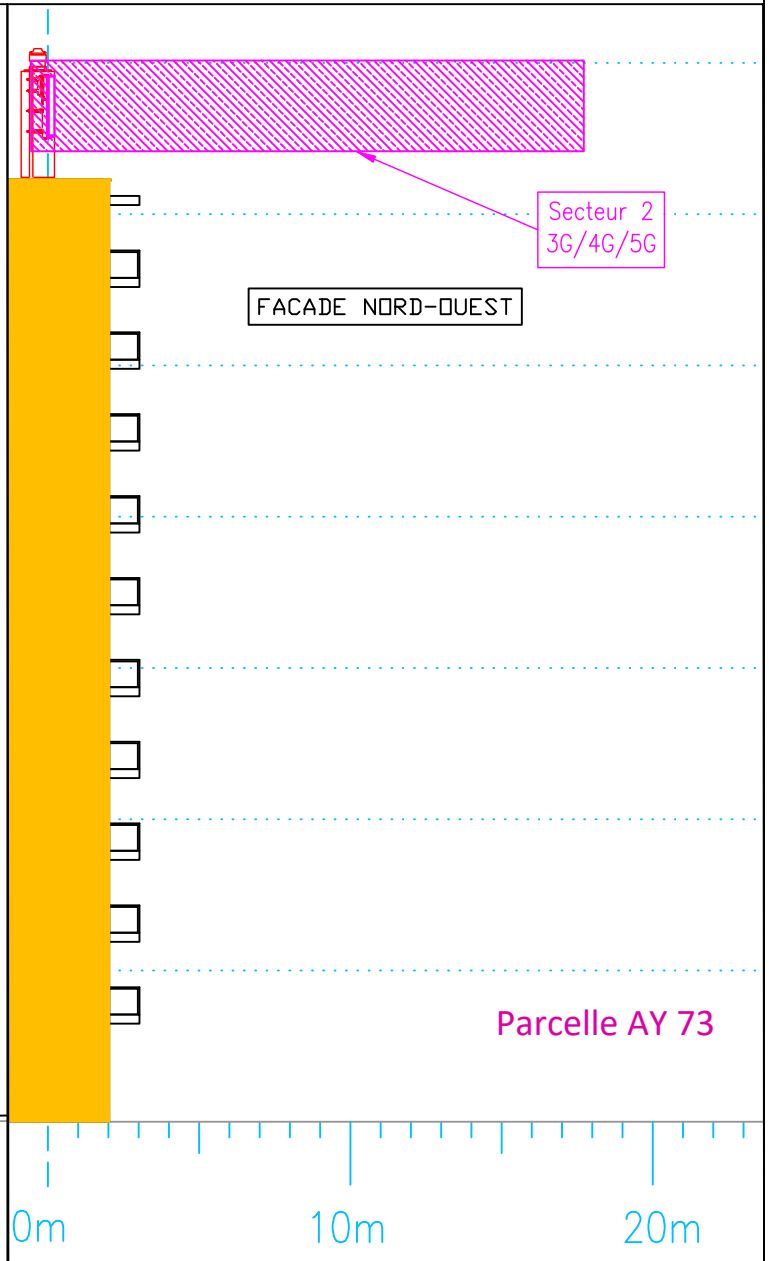 Secteur 2
3G/4G/5G
FACADE NORD-OUEST
Parcelle AY 73
0m
10m
20m